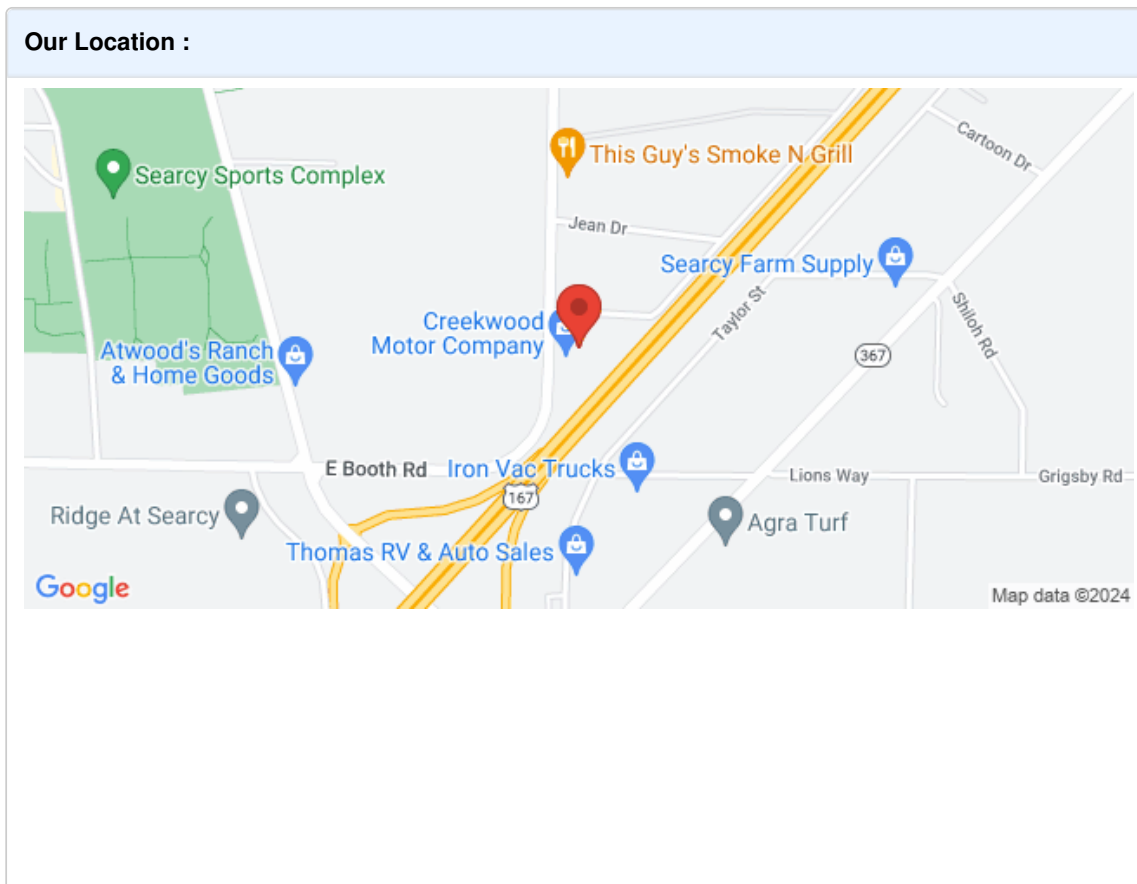 Our Location :
This Guy's Smoke N Grill
Cartoon Dr
Searcy Sports Complex
Jean Dr
Searcy Farm Supply
Taylor St
Shiloh Rd
Creekwood
Motor Company
367
Atwood's Ranch
& Home Goods
E Booth Rd
Iron Vac Trucks
Lions Way
Grigsby Rd
167
Ridge At Searcy
Agra Turf
Thomas RV & Auto Sales
Google
Map data ©2024